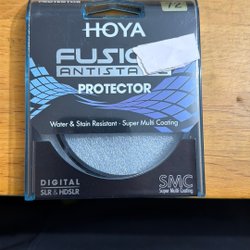 72
HOYA
FUSION
ANTISTATIC
PROTECTOR
Water & Stain Resistant - Super Multi Coating
DIGITAL
SLR & HDSLR
SMC
Super Multi Coating